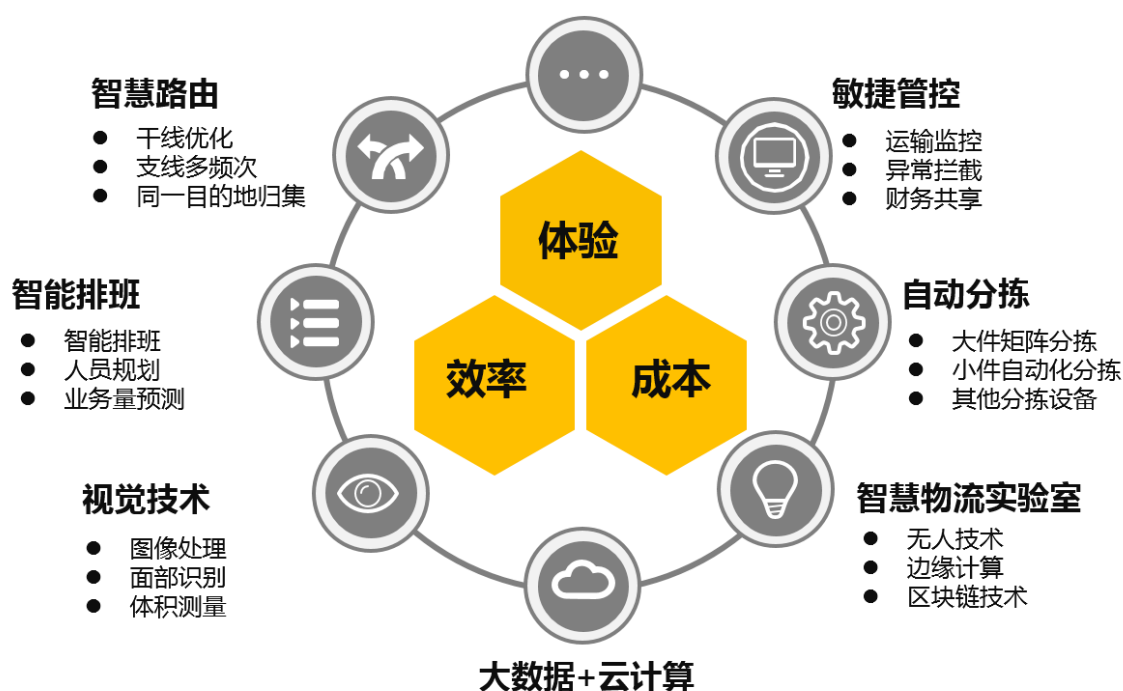 智慧路由
干线优化
支线多频次
同一目的地归集
敏捷管控
运输监控
异常拦截
财务共享
体验
效率
成本
智能排班
智能排班
人员规划
业务量预测
自动分拣
大件矩阵分拣
小件自动化分拣
其他分拣设备
视觉技术
图像处理
面部识别
体积测量
智慧物流实验室
无人技术
边缘计算
区块链技术
大数据+云计算